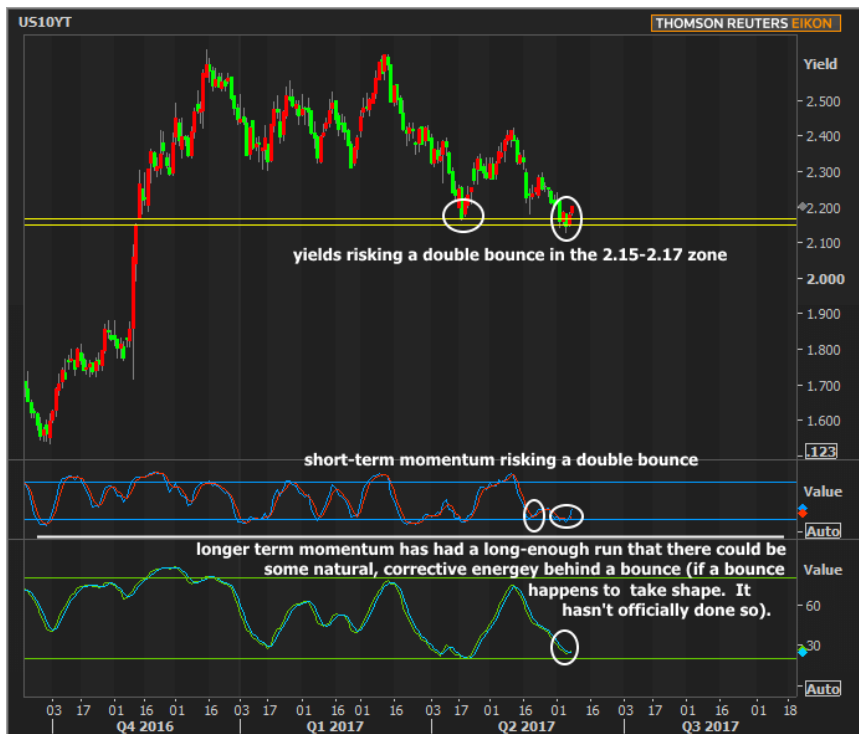 US10YT
THOMSON REUTERS EIKON
Yield
2.500
2.400
2.300
2.200
2.100
2.000
1.900
1.800
1.700
1.600
.123
yields risking a double bounce in the 2.15-2.17 zone
short-term momentum risking a double bounce
Value
Auto
longer term momentum has had a long-enough run that there could be
some natural, corrective energey behind a bounce (if a bounce
happens to take shape. It
hasn't officially done so).
Value
60
30
Auto
03 17 01 16 01 16 03 17 01 16 01 16 03 17 01 16 01 16 03 17 01 16 01 18
Q4 2016 Q1 2017 Q2 2017 Q3 2017